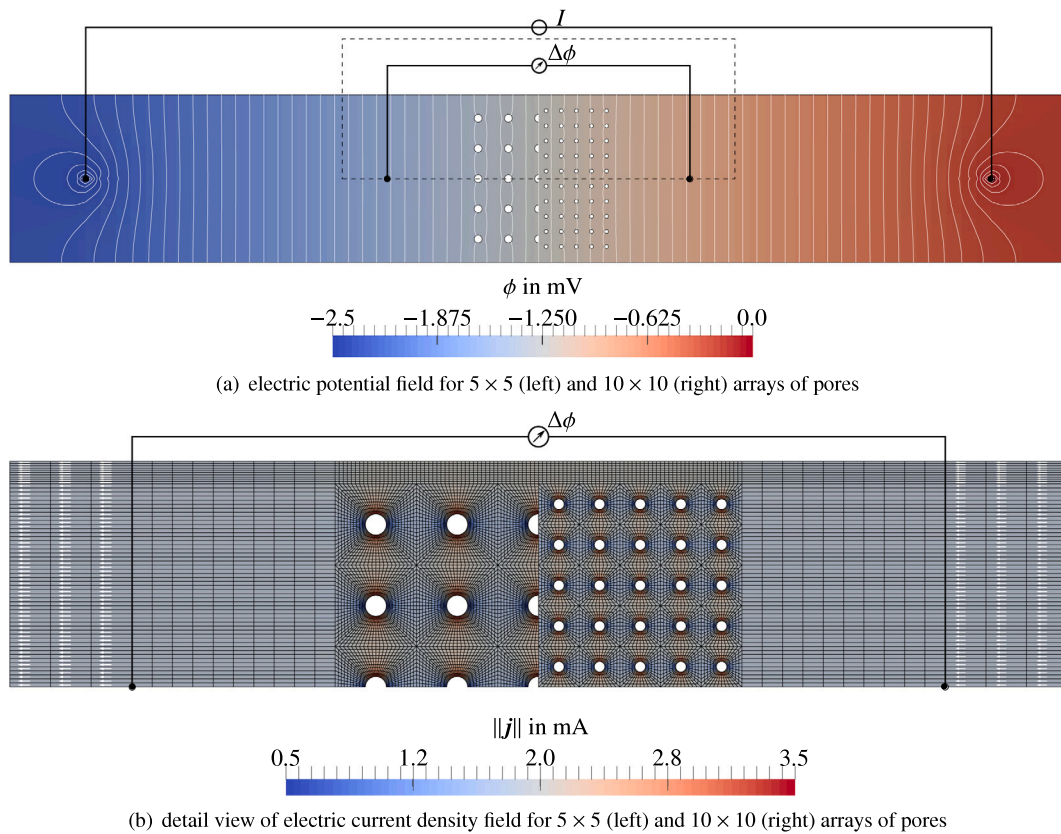 I
Δϕ
ϕ in mV
−2.5 −1.875 −1.250 −0.625 0.0
(a) electric potential field for 5 × 5 (left) and 10 × 10 (right) arrays of pores
Δϕ
||j|| in mA
0.5 1.2 2.0 2.8 3.5
(b) detail view of electric current density field for 5 × 5 (left) and 10 × 10 (right) arrays of pores